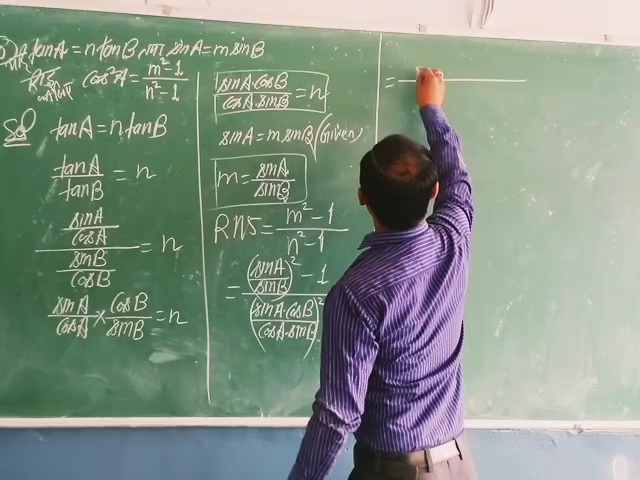 tanA = n tanB तथा sinA = m sinB
cos²A = m²-1 / n²-1
Sol tanA = n tanB
tanA / tanB = n
sinA / cosA / sinB / cosB = n
sinA / cosA × cosB / sinB = n
sinA·cosB / cosA·sinB = n
sinA = m sinB (Given)
m = sinA / sinB
RHS = m²-1 / n²-1
= (sinA / sinB)² - 1 / (sinA·cosB / cosA·sinB)²
=